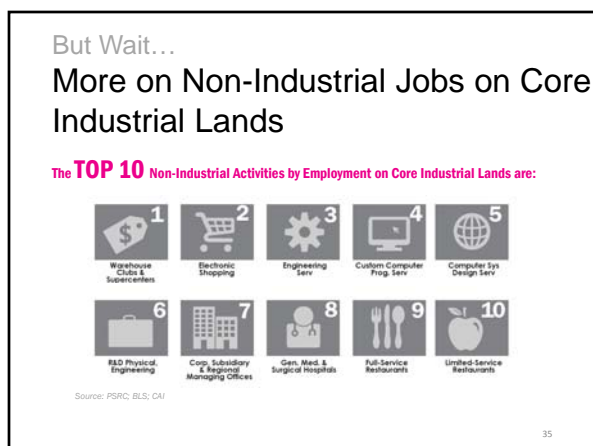 But Wait…
More on Non-Industrial Jobs on Core
Industrial Lands
The TOP 10 Non-Industrial Activities by Employment on Core Industrial Lands are:
1
Warehouse
Clubs &
Supercenters
2
Electronic
Shopping
3
Engineering
Serv
4
Custom Computer
Prog. Serv
5
Computer Sys
Design Serv
6
R&D Physical,
Engineering
7
Corp, Subsidiary
& Regional
Managing Offices
8
Gen. Med. &
Surgical Hospitals
9
Full-Service
Restaurants
10
Limited-Service
Restaurants
Source: PSRC; BLS; CAI
35